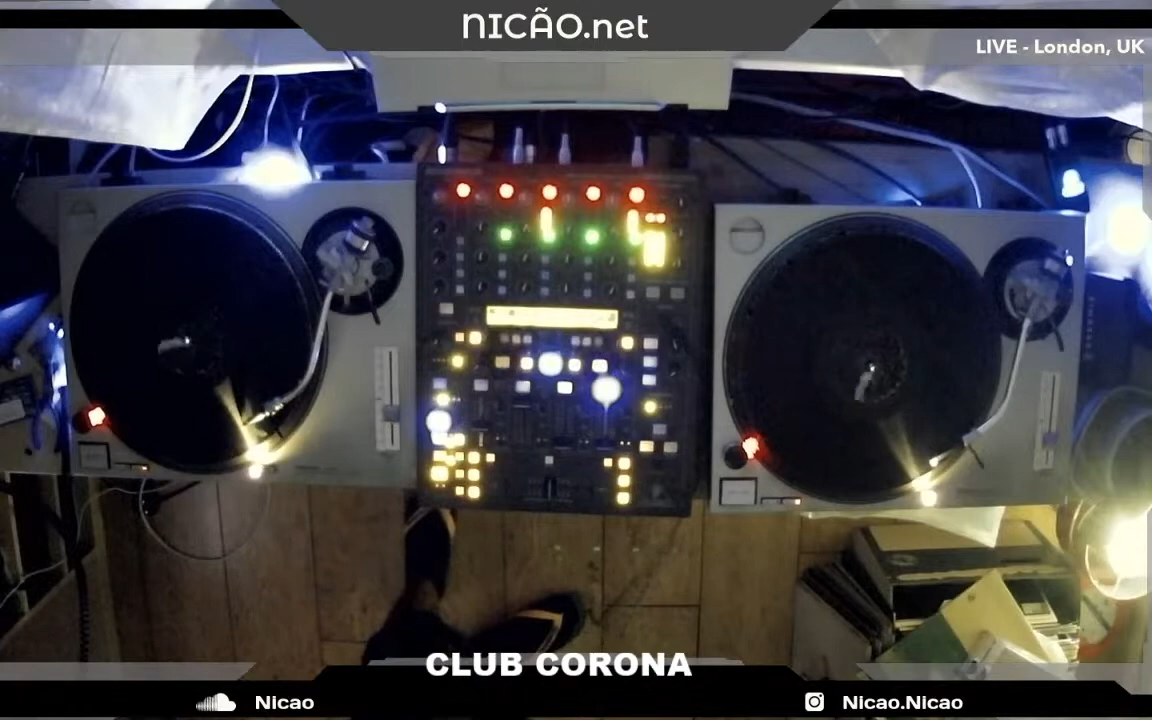 NICÃO.net
LIVE - London, UK
CLUB CORONA
Nicao
Nicao.Nicao